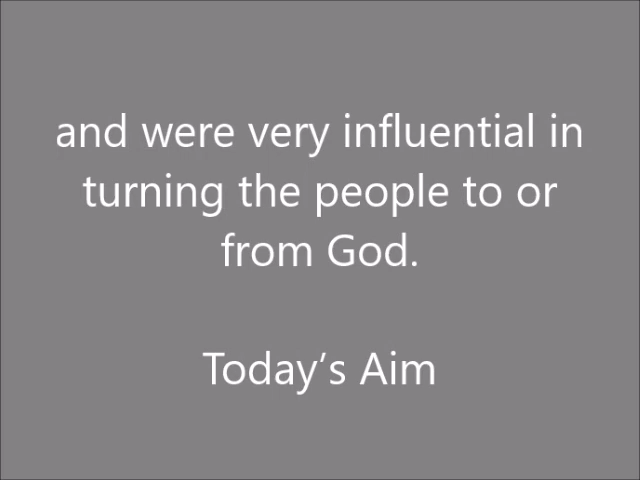 and were very influential in
turning the people to or
from God.
Today’s Aim